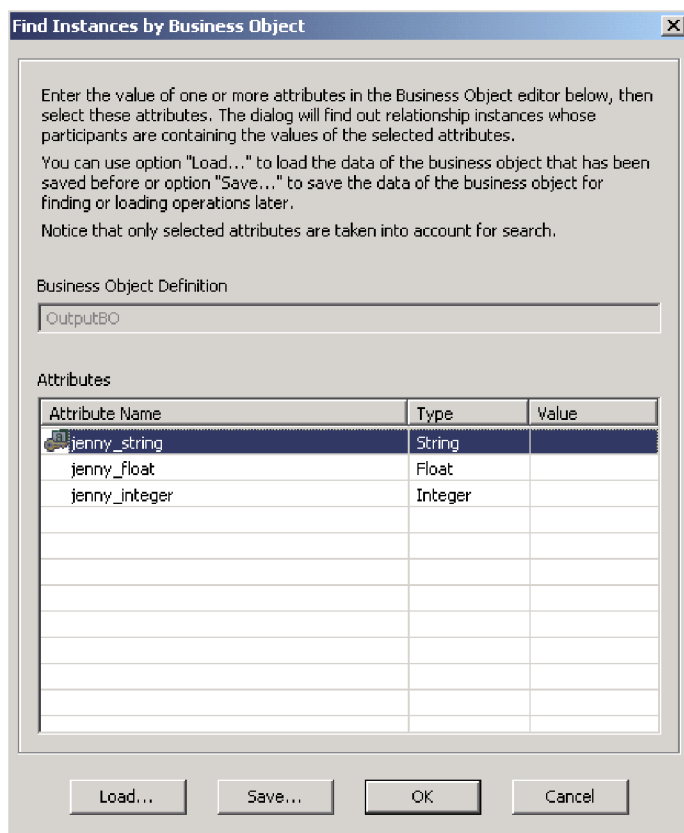 Find Instances by Business Object
Enter the value of one or more attributes in the Business Object editor below, then
select these attributes. The dialog will find out relationship instances whose
participants are containing the values of the selected attributes.
You can use option "Load..." to load the data of the business object that has been
saved before or option "Save..." to save the data of the business object for
finding or loading operations later.
Notice that only selected attributes are taken into account for search.
Business Object Definition
OutputBO
Attributes
Attribute Name Type Value
jenny_string String
jenny_float Float
jenny_integer Integer
Load... Save... OK Cancel